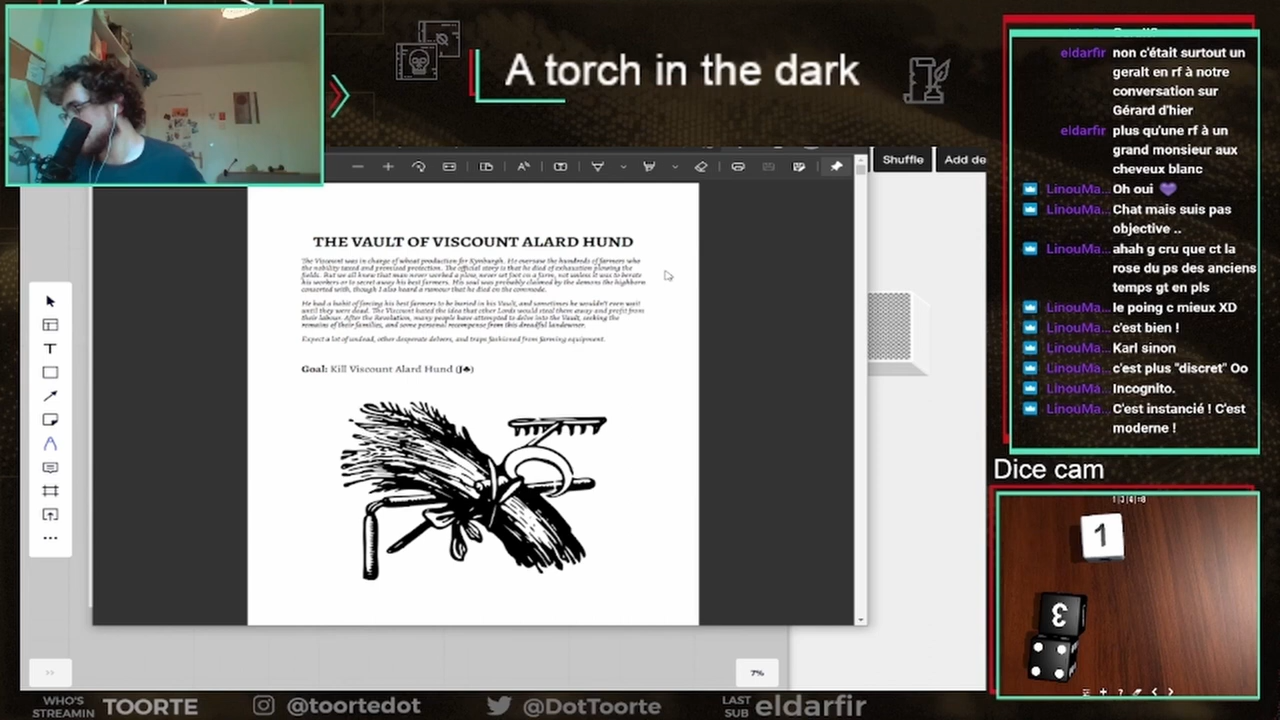 A torch in the dark
Shuffle
Add de
THE VAULT OF VISCOUNT ALARD HUND
The Viscount was in charge of wheat production for Kynburgh. He oversaw the hundreds of farmers who
the nobility taxed and promised protection. The official story is that he died of exhaustion plowing the
fields. But we all know that man never worked a plow, never set foot on a farm, not unless it was to berate
his workers or to secret away his best farmers. His soul was probably claimed by the demons the highborn
consorted with, though I also heard a rumour that he died on the commode.
He had a habit of forcing his best farmers to be buried in his Vault, and sometimes he wouldn't even wait
until they were dead. The Viscount hated the idea that other Lords would steal them away and profit from
their labour. After the Revolution, many people have attempted to delve into the Vault, seeking the
remains of their families, and some personal recompense from this dreadful landowner.
Expect a lot of undead, other desperate delvers, and traps fashioned from farming equipment.
Goal: Kill Viscount Alard Hund (J♣)
7%
eldarfir non c'était surtout un
geralt en rf à notre
conversation sur
Gérard d'hier
eldarfir plus qu'une rf à un
grand monsieur aux
cheveux blanc
LinouMa... Oh oui 💜
LinouMa... Chat mais suis pas
objective ..
LinouMa... ahah g cru que ct la
rose du ps des anciens
temps gt en pls
LinouMa... le poing c mieux XD
LinouMa... c'est bien !
LinouMa... Karl sinon
LinouMa... c'est plus "discret" Oo
LinouMa... Incognito.
LinouMa... C'est instancié ! C'est
moderne !
Dice cam
1
3
WHO'S
STREAMIN
TOORTE
@toortedot
@DotToorte
LAST
SUB
eldarfir